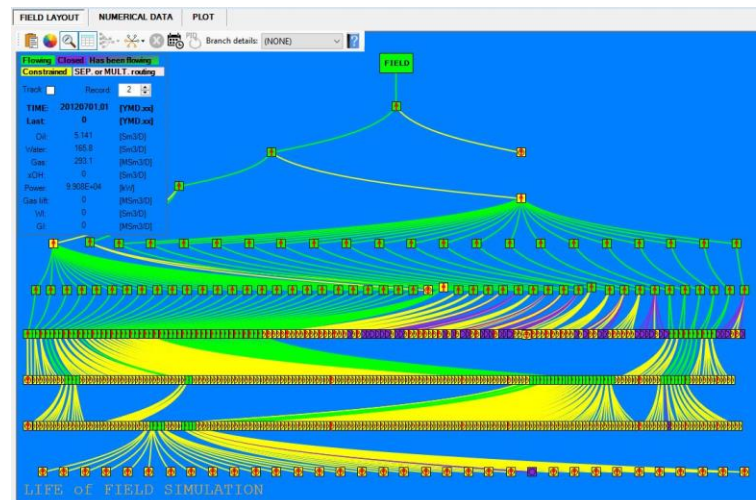 FIELD LAYOUT NUMERICAL DATA PLOT
PI Branch details: (NONE)
Flowing Closed Has been flowing
Constrained SEP. or MULT. routing
Track Record: 2
TIME: 20120701.01 [YMD.xx]
Last: 0 [YMD.xx]
Oil: 5.141 [Sm3/D]
Water: 165.8 [Sm3/D]
Gas: 293.1 [MSm3/D]
xOH: 0 [Sm3/D]
Power: 9.908E+04 [kW]
Gas lift: 0 [MSm3/D]
WI: 0 [Sm3/D]
GI: 0 [MSm3/D]
FIELD
LIFE of FIELD SIMULATION